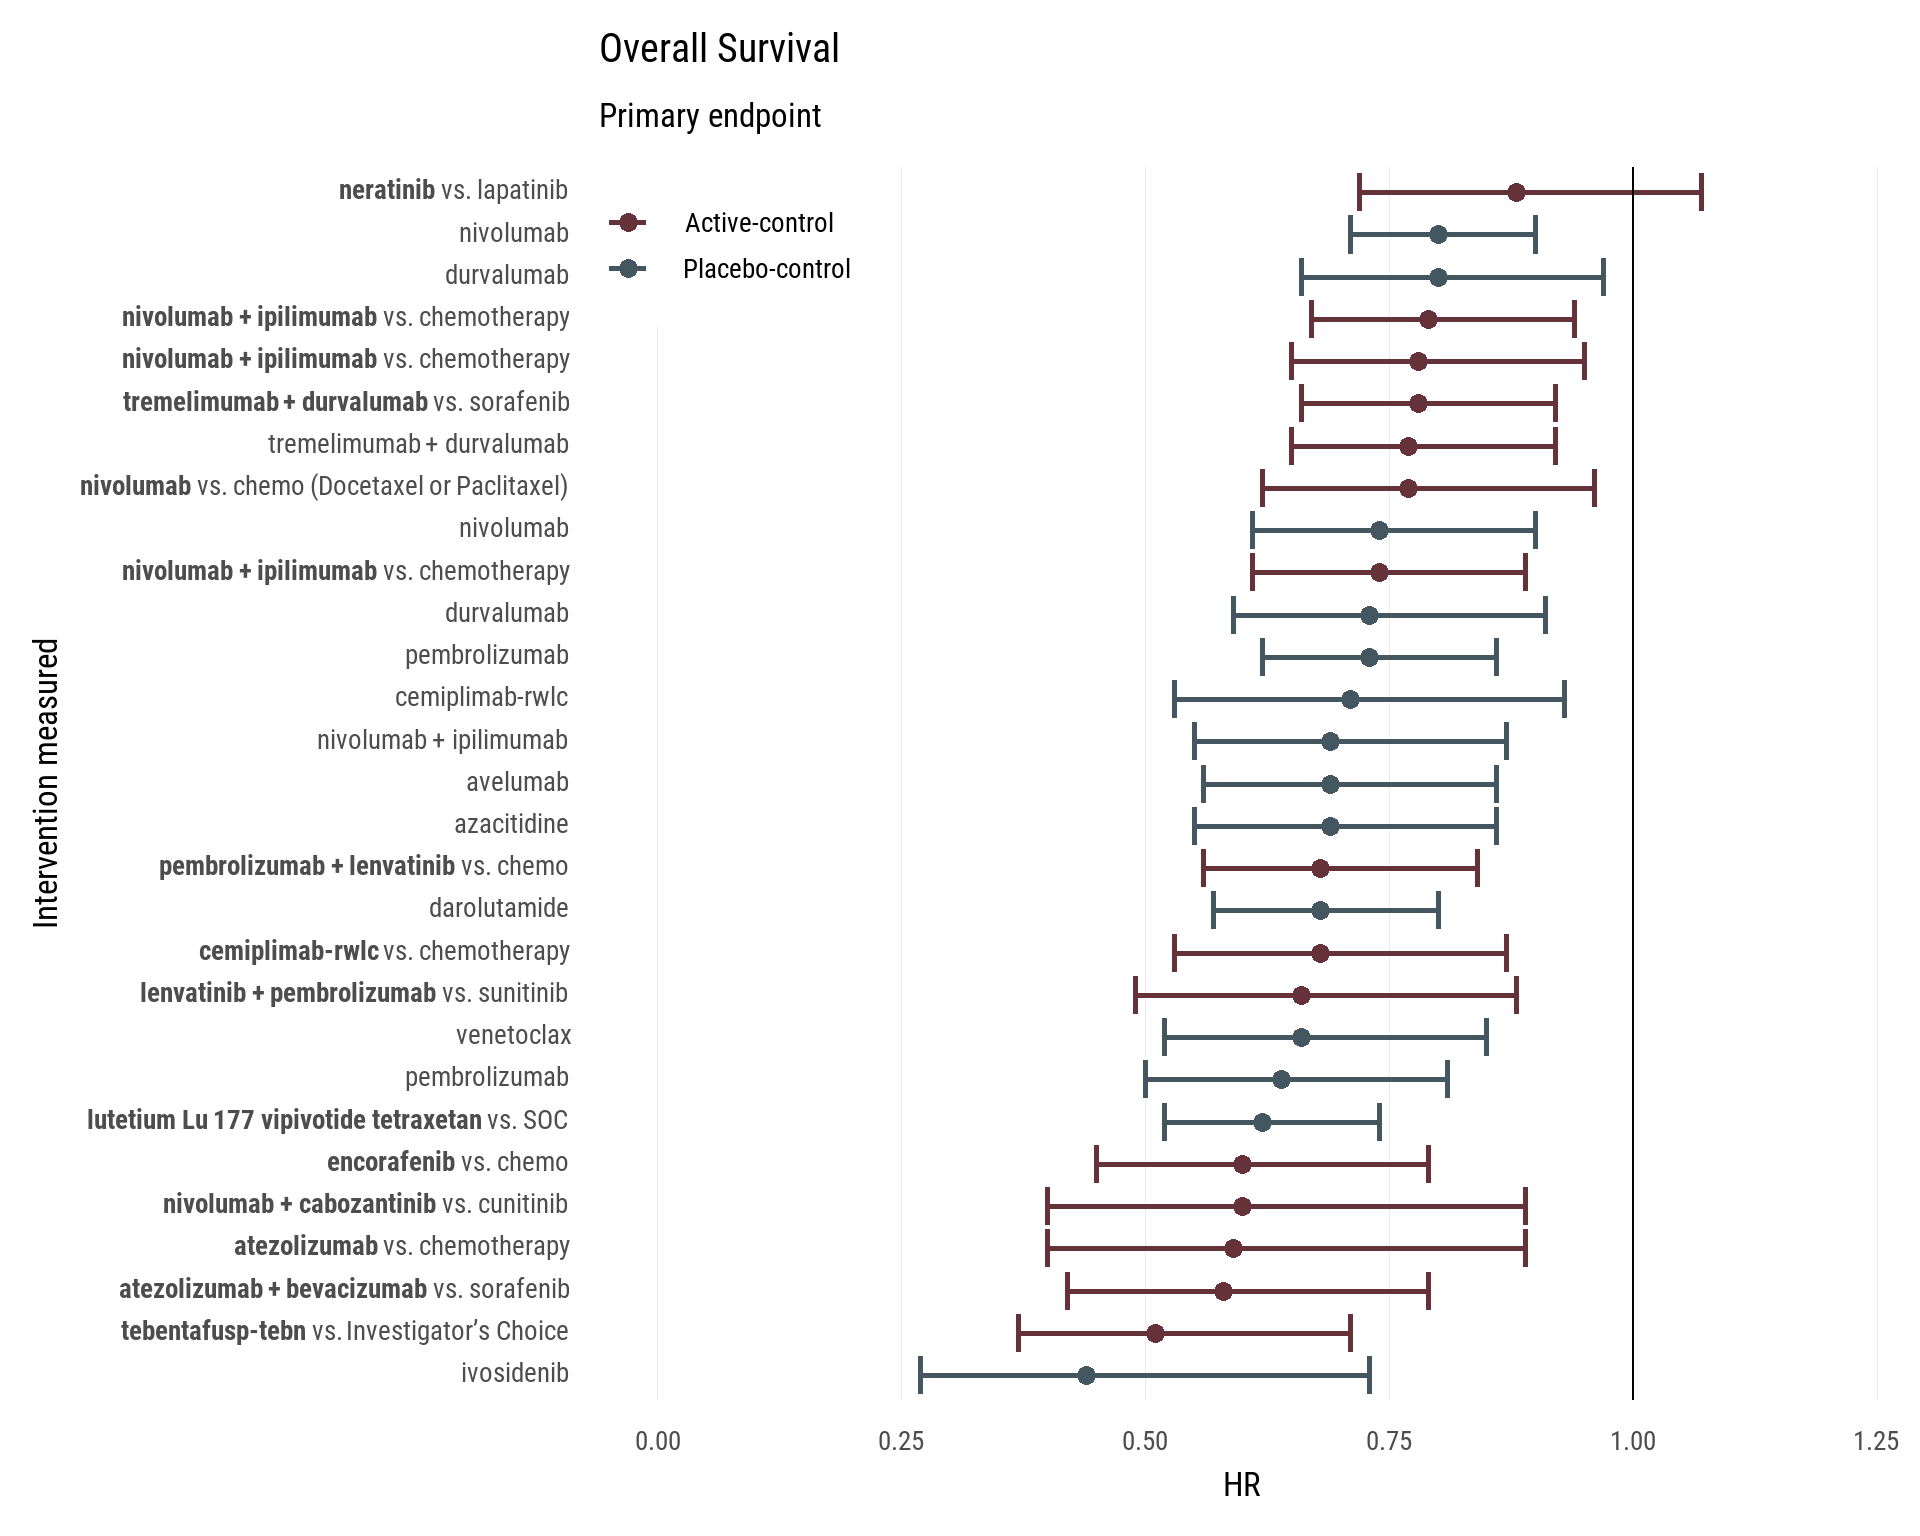 Overall Survival
Primary endpoint
Active-control
Placebo-control
Intervention measured
neratinib vs. lapatinib
nivolumab
durvalumab
nivolumab + ipilimumab vs. chemotherapy
nivolumab + ipilimumab vs. chemotherapy
tremelimumab + durvalumab vs. sorafenib
tremelimumab + durvalumab
nivolumab vs. chemo (Docetaxel or Paclitaxel)
nivolumab
nivolumab + ipilimumab vs. chemotherapy
durvalumab
pembrolizumab
cemiplimab-rwlc
nivolumab + ipilimumab
avelumab
azacitidine
pembrolizumab + lenvatinib vs. chemo
darolutamide
cemiplimab-rwlc vs. chemotherapy
lenvatinib + pembrolizumab vs. sunitinib
venetoclax
pembrolizumab
lutetium Lu 177 vipivotide tetraxetan vs. SOC
encorafenib vs. chemo
nivolumab + cabozantinib vs. cunitinib
atezolizumab vs. chemotherapy
atezolizumab + bevacizumab vs. sorafenib
tebentafusp-tebn vs. Investigator’s Choice
ivosidenib
0.00 0.25 0.50 0.75 1.00 1.25
HR